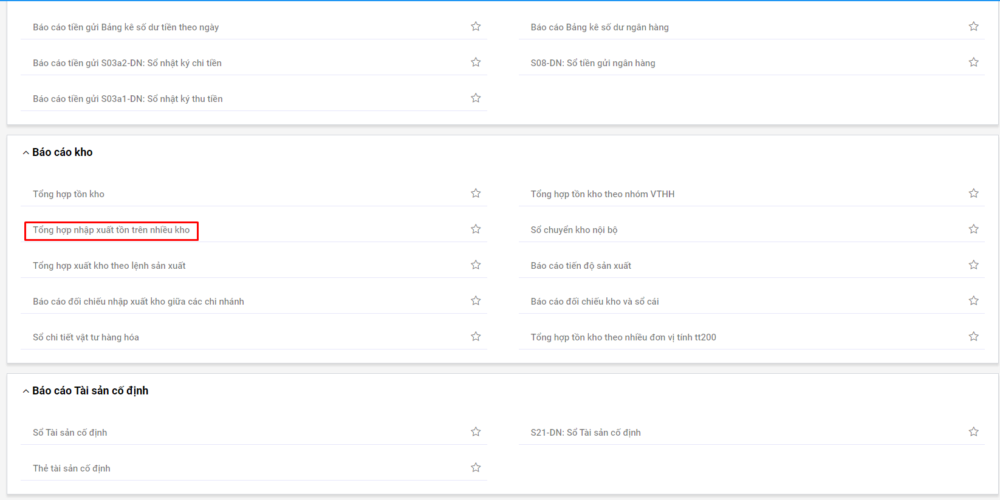 Báo cáo tiền gửi Bảng kê số dư tiền theo ngày
Báo cáo Bảng kê số dư ngân hàng
Báo cáo tiền gửi S03a2-DN: Sổ nhật ký chi tiền
S08-DN: Sổ tiền gửi ngân hàng
Báo cáo tiền gửi S03a1-DN: Sổ nhật ký thu tiền
Báo cáo kho
Tổng hợp tồn kho
Tổng hợp tồn kho theo nhóm VTHH
Tổng hợp nhập xuất tồn trên nhiều kho
Sổ chuyển kho nội bộ
Tổng hợp xuất kho theo lệnh sản xuất
Báo cáo tiến độ sản xuất
Báo cáo đối chiếu nhập xuất kho giữa các chi nhánh
Báo cáo đối chiếu kho và sổ cái
Sổ chi tiết vật tư hàng hóa
Tổng hợp tồn kho theo nhiều đơn vị tính tt200
Báo cáo Tài sản cố định
Sổ Tài sản cố định
S21-DN: Sổ Tài sản cố định
Thẻ tài sản cố định